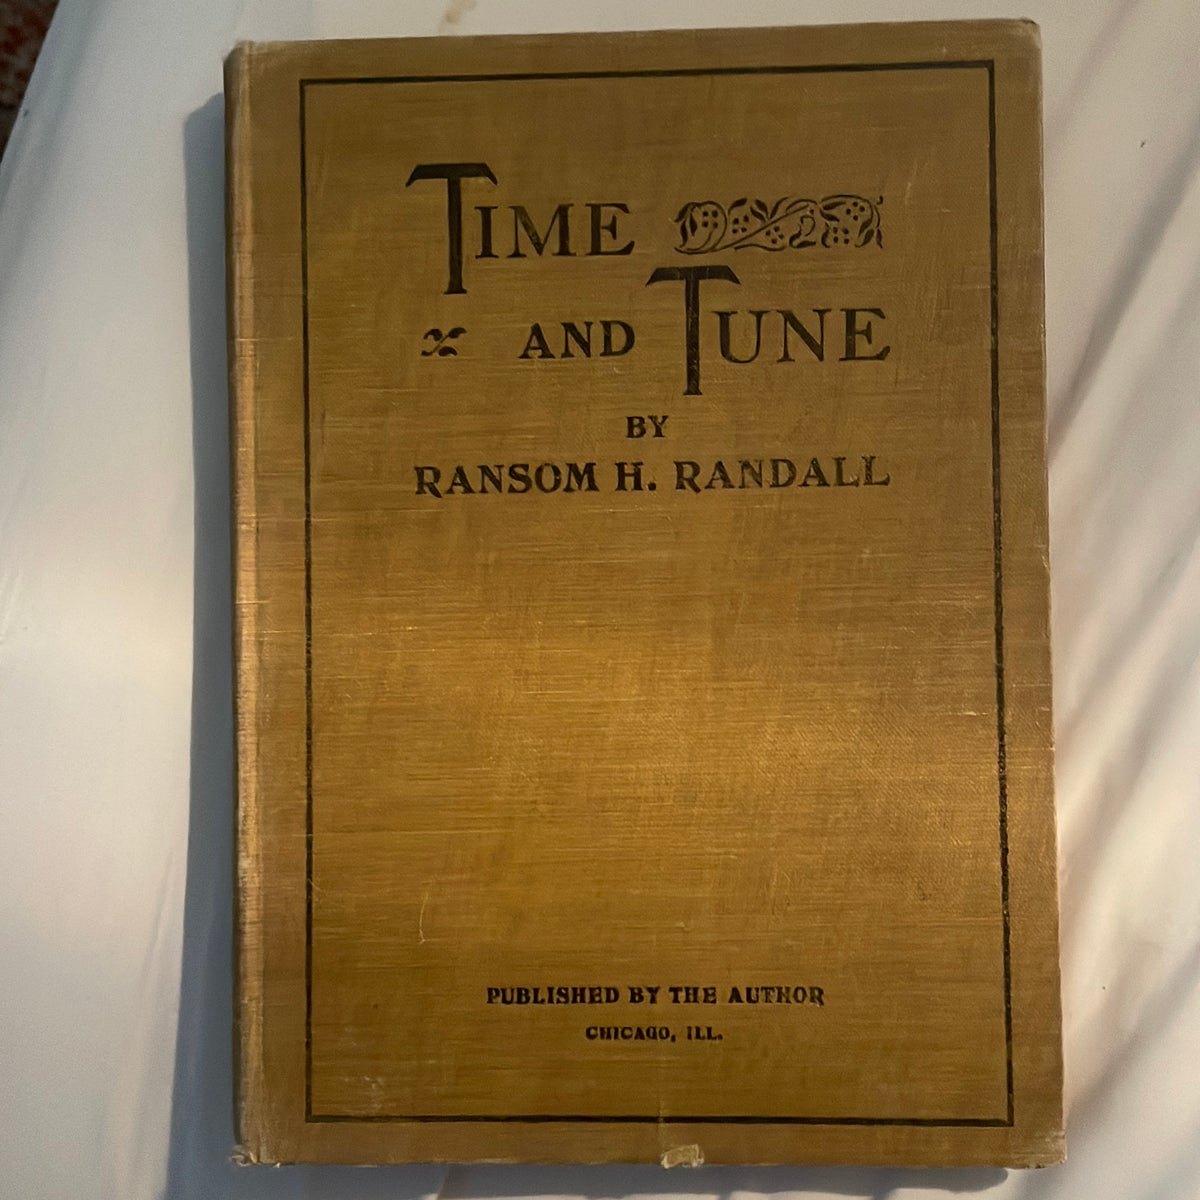 TIME
AND TUNE
BY
RANSOM H. RANDALL
PUBLISHED BY THE AUTHOR
CHICAGO, ILL.